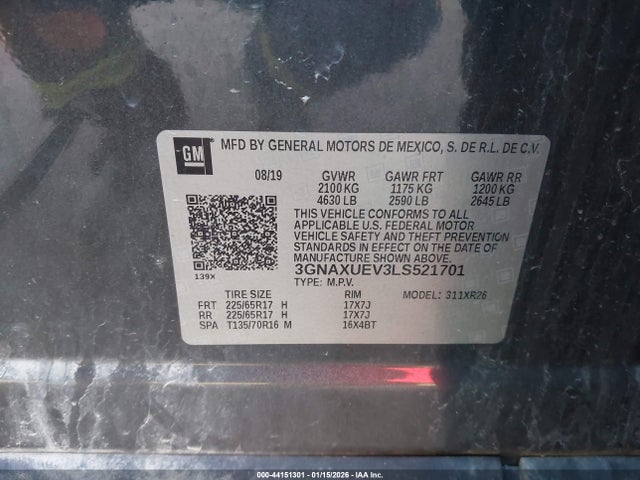 GM
MFD BY GENERAL MOTORS DE MEXICO, S. DE R.L. DE C.V.
08/19 GVWR GAWR FRT GAWR RR
2100 KG 1175 KG 1200 KG
4630 LB 2590 LB 2645 LB
THIS VEHICLE CONFORMS TO ALL
APPLICABLE U.S. FEDERAL MOTOR
VEHICLE SAFETY AND THEFT PREVENTION
STANDARDS IN EFFECT ON THE DATE OF
MANUFACTURE SHOWN ABOVE.
3GNAXUEV3LS521701
139X TYPE: M.P.V.
TIRE SIZE RIM MODEL: 311XR26
FRT 225/65R17 H 17X7J
RR 225/65R17 H 17X7J
SPA T135/70R16 M 16X4BT
000-44151301 - 01/15/2026 - IAAI.COM